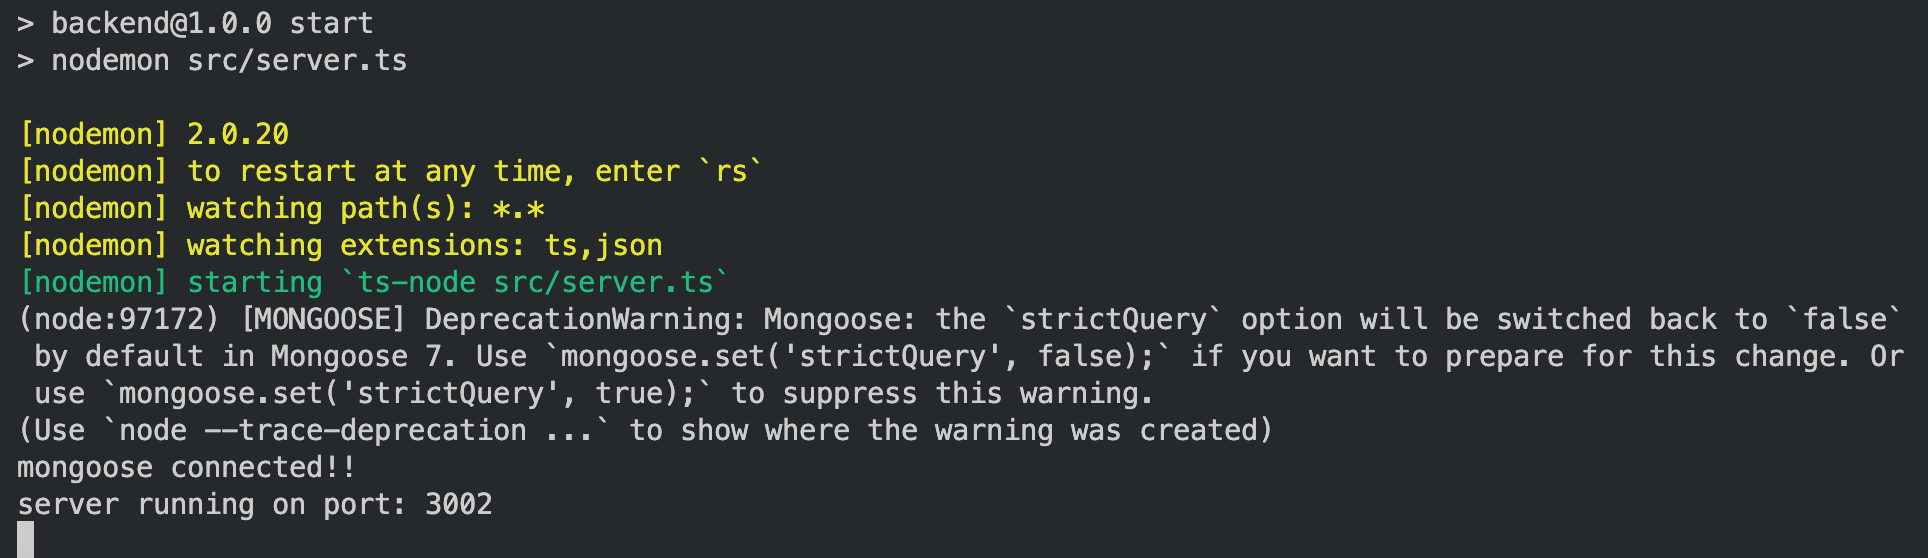 > backend@1.0.0 start
> nodemon src/server.ts
[nodemon] 2.0.20
[nodemon] to restart at any time, enter `rs`
[nodemon] watching path(s): *.*
[nodemon] watching extensions: ts,json
[nodemon] starting `ts-node src/server.ts`
(node:97172) [MONGOOSE] DeprecationWarning: Mongoose: the `strictQuery` option will be switched back to `false`
by default in Mongoose 7. Use `mongoose.set('strictQuery', false);` if you want to prepare for this change. Or
use `mongoose.set('strictQuery', true);` to suppress this warning.
(Use `node --trace-deprecation ...` to show where the warning was created)
mongoose connected!!
server running on port: 3002